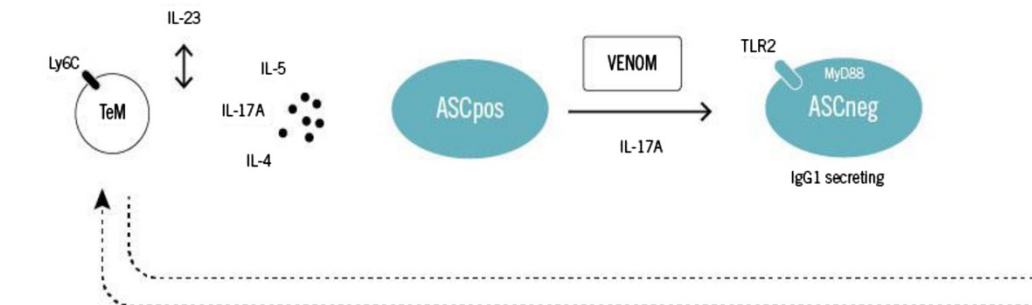 IL-23
Ly6C
TeM
IL-5
IL-17A
IL-4
ASCpos
VENOM
IL-17A
TLR2
MyD88
ASCneg
IgG1 secreting